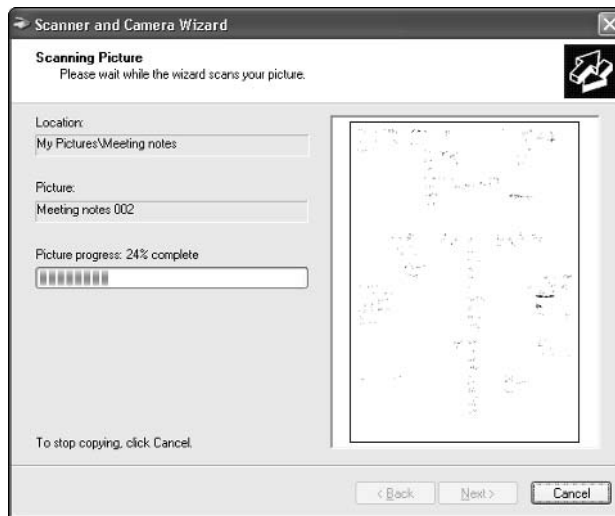 Scanner and Camera Wizard
Scanning Picture
Please wait while the wizard scans your picture.
Location:
My Pictures\Meeting notes
Picture:
Meeting notes 002
Picture progress: 24% complete
To stop copying, click Cancel.
< Back
Next >
Cancel